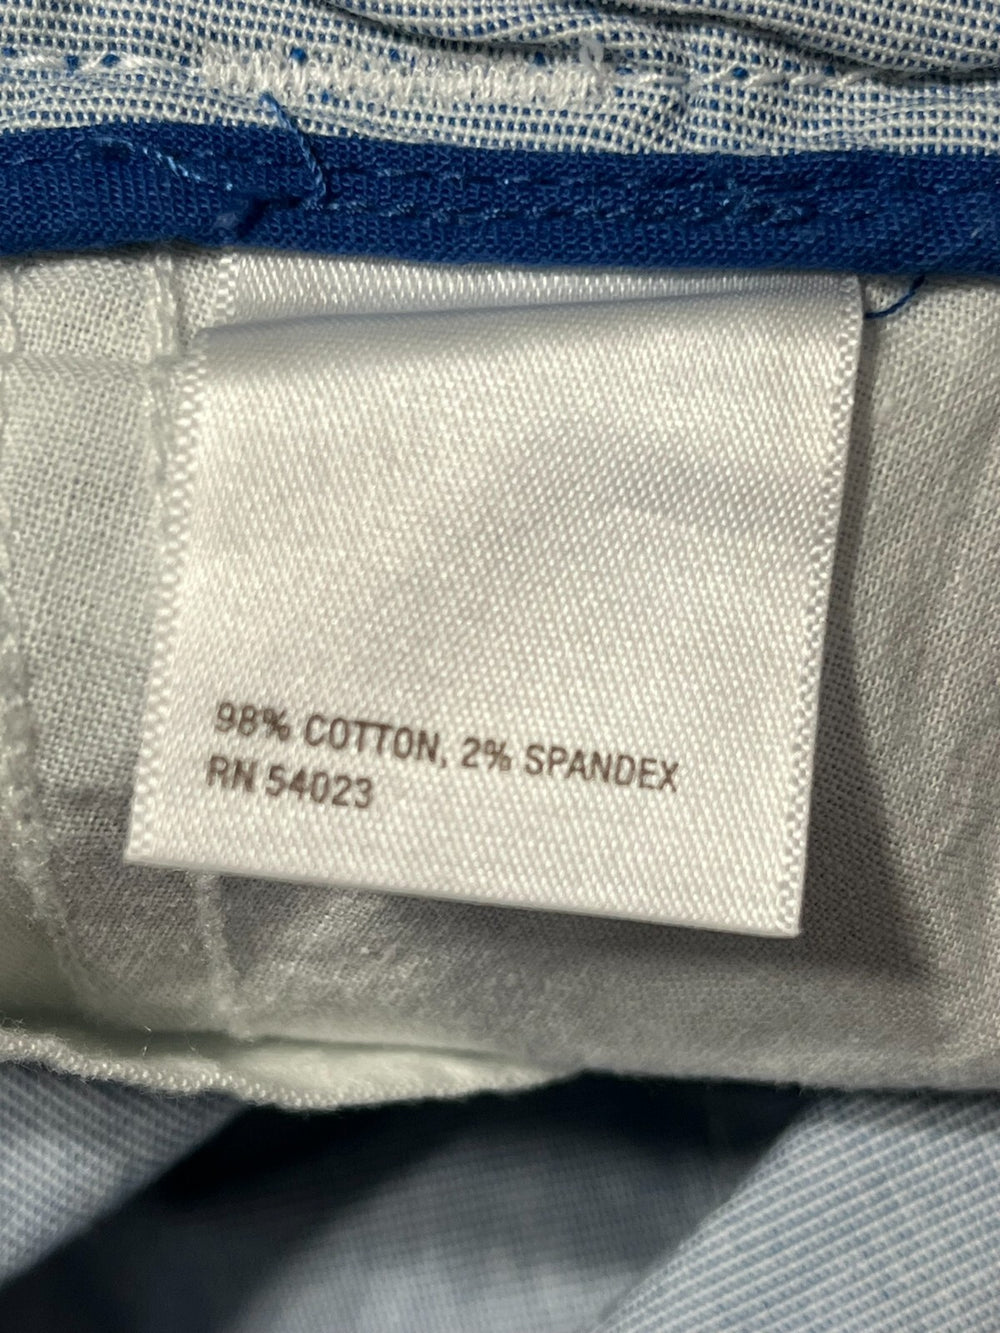 98% COTTON, 2% SPANDEX
RN 54023